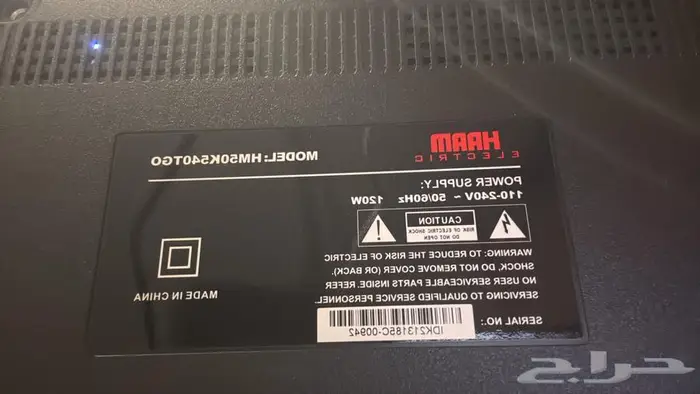 HAAM
ELECTRIC
MODEL: HM50K540TGO
POWER SUPPLY:
110-240V ~ 50/60Hz 120W
CAUTION
RISK OF ELECTRIC SHOCK
DO NOT OPEN
WARNING: TO REDUCE THE RISK OF ELECTRIC
SHOCK, DO NOT REMOVE COVER (OR BACK).
NO USER SERVICEABLE PARTS INSIDE. REFER
SERVICING TO QUALIFIED SERVICE PERSONNEL.
SERIAL NO.:
IDK213185C-00942
MADE IN CHINA
حراج